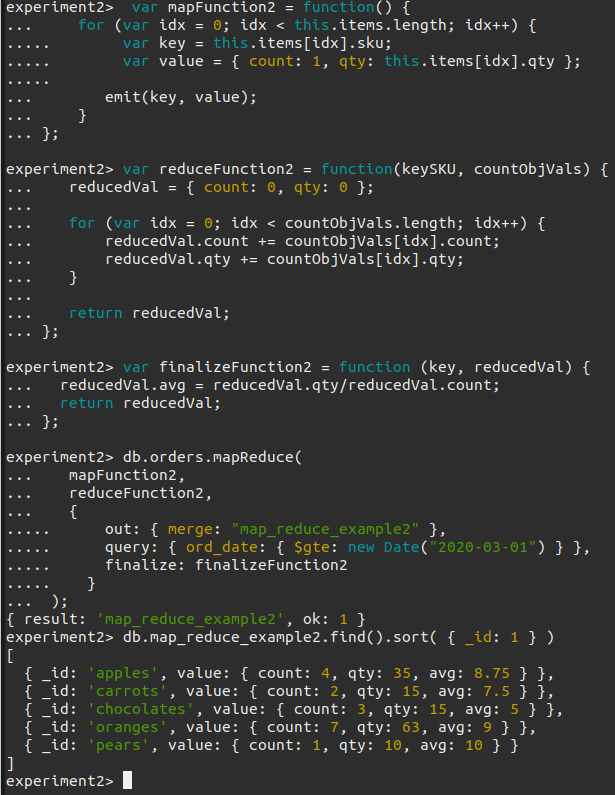 experiment2>  var mapFunction2 = function() {
...     for (var idx = 0; idx < this.items.length; idx++) {
.....        var key = this.items[idx].sku;
.....        var value = { count: 1, qty: this.items[idx].qty };
.....
...        emit(key, value);
...     }
... };
experiment2> var reduceFunction2 = function(keySKU, countObjVals) {
...    reducedVal = { count: 0, qty: 0 };
...
...    for (var idx = 0; idx < countObjVals.length; idx++) {
...        reducedVal.count += countObjVals[idx].count;
...        reducedVal.qty += countObjVals[idx].qty;
...    }
...
...    return reducedVal;
... };
experiment2> var finalizeFunction2 = function (key, reducedVal) {
...   reducedVal.avg = reducedVal.qty/reducedVal.count;
...   return reducedVal;
... };
experiment2> db.orders.mapReduce(
...    mapFunction2,
...    reduceFunction2,
...    {
.....      out: { merge: "map_reduce_example2" },
.....      query: { ord_date: { $gte: new Date("2020-03-01") } },
.....      finalize: finalizeFunction2
.....    }
...  );
{ result: 'map_reduce_example2', ok: 1 }
experiment2> db.map_reduce_example2.find().sort( { _id: 1 } )
[
  { _id: 'apples', value: { count: 4, qty: 35, avg: 8.75 } },
  { _id: 'carrots', value: { count: 2, qty: 15, avg: 7.5 } },
  { _id: 'chocolates', value: { count: 3, qty: 15, avg: 5 } },
  { _id: 'oranges', value: { count: 7, qty: 63, avg: 9 } },
  { _id: 'pears', value: { count: 1, qty: 10, avg: 10 } }
]
experiment2>